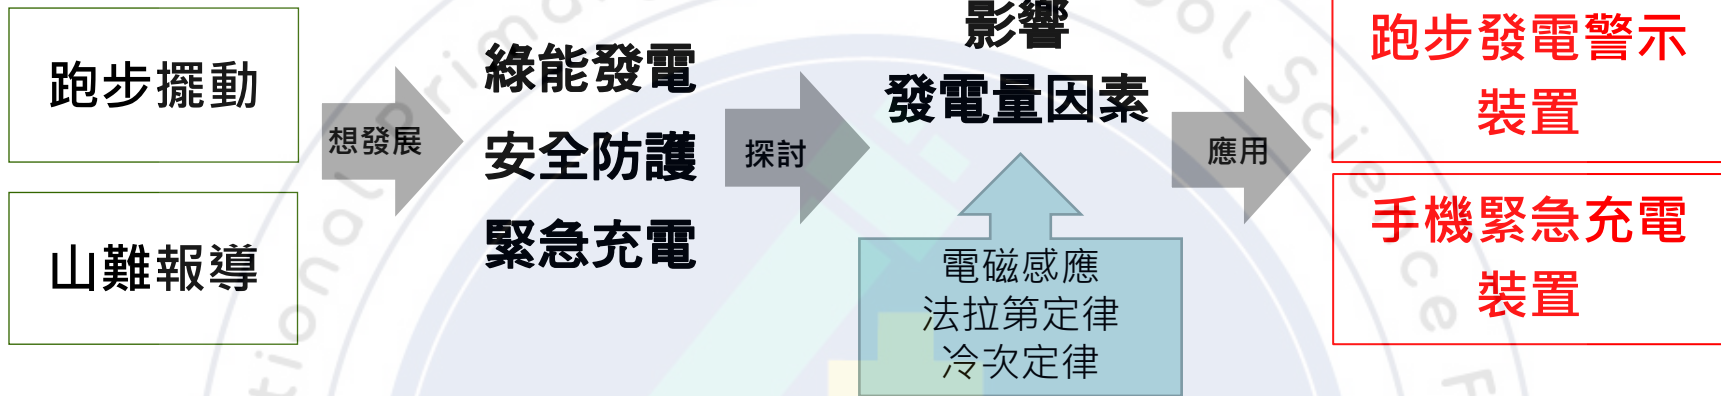 跑步擺動
山難報導
想發展
綠能發電
安全防護
緊急充電
探討
影響
發電量因素
電磁感應
法拉第定律
冷次定律
應用
跑步發電警示
裝置
手機緊急充電
裝置